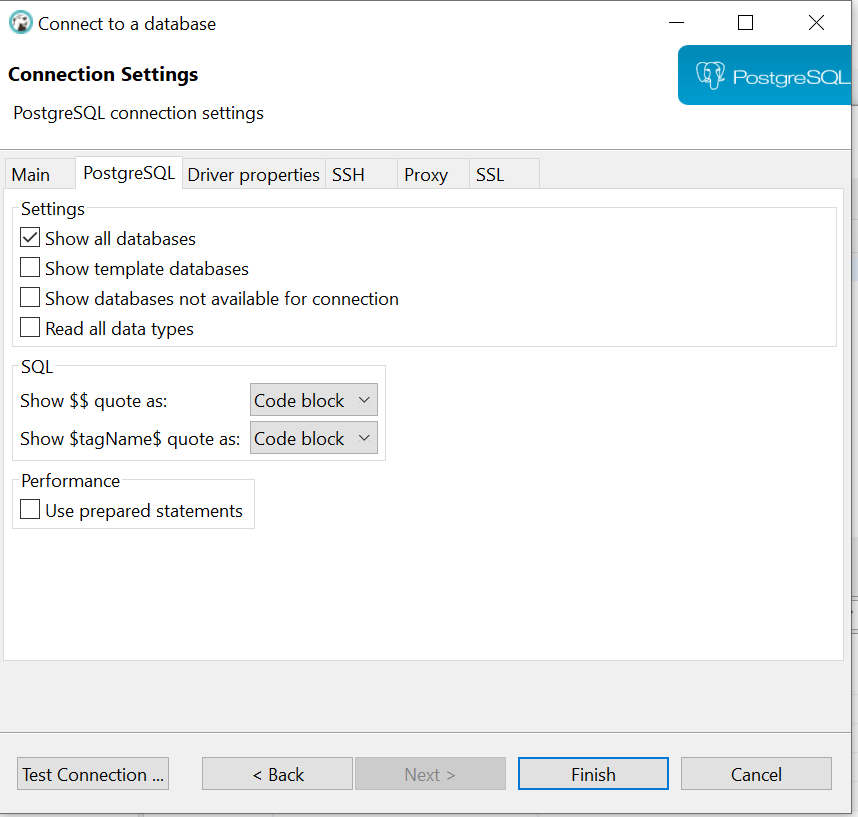 Connect to a database
Connection Settings
PostgreSQL
PostgreSQL connection settings
Main PostgreSQL Driver properties SSH Proxy SSL
Settings
Show all databases
Show template databases
Show databases not available for connection
Read all data types
SQL
Show $$ quote as: Code block
Show $tagName$ quote as: Code block
Performance
Use prepared statements
Test Connection ... < Back Next > Finish Cancel